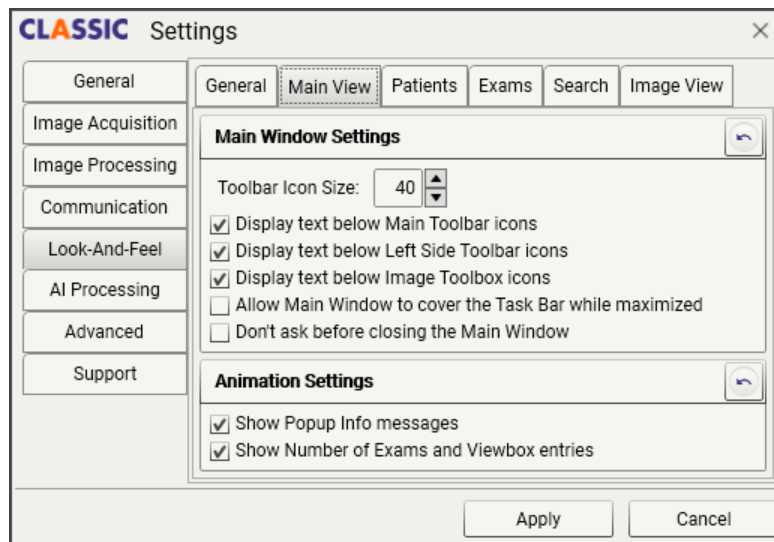 CLASSIC Settings
General
Image Acquisition
Image Processing
Communication
Look-And-Feel
AI Processing
Advanced
Support
General Main View Patients Exams Search Image View
Main Window Settings
Toolbar Icon Size: 40
Display text below Main Toolbar icons
Display text below Left Side Toolbar icons
Display text below Image Toolbox icons
Allow Main Window to cover the Task Bar while maximized
Don't ask before closing the Main Window
Animation Settings
Show Popup Info messages
Show Number of Exams and Viewbox entries
Apply Cancel